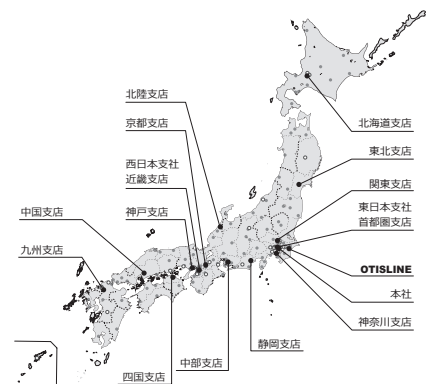 北陸支店
京都支店
西日本支社
近畿支店
神戸支店
中国支店
九州支店
四国支店
中部支店
静岡支店
北海道支店
東北支店
関東支店
東日本支社
首都圏支店
OTISLINE
本社
神奈川支店